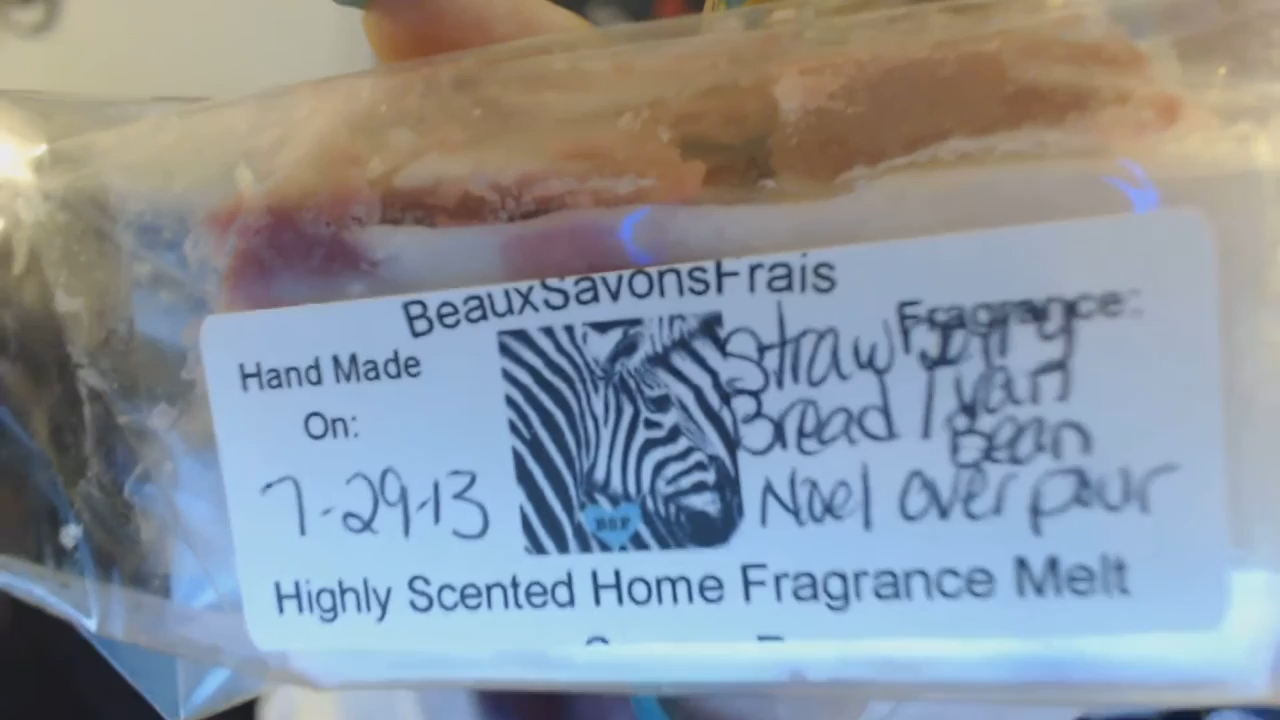 BeauxSavonsFrais
Hand Made
On:
7-29-13
BSF
Fragrance:
Strawberry
Bread / Van
Bean
Noel over pour
Highly Scented Home Fragrance Melt